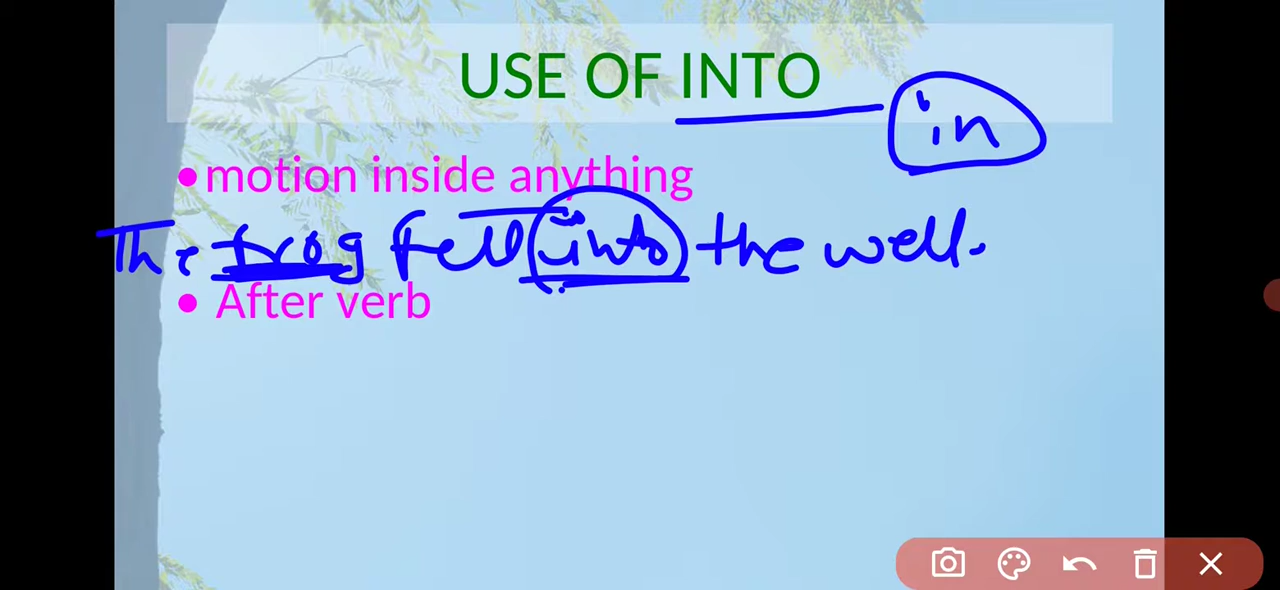 USE OF INTO
in
•motion inside anything
The frog fell into the well.
• After verb